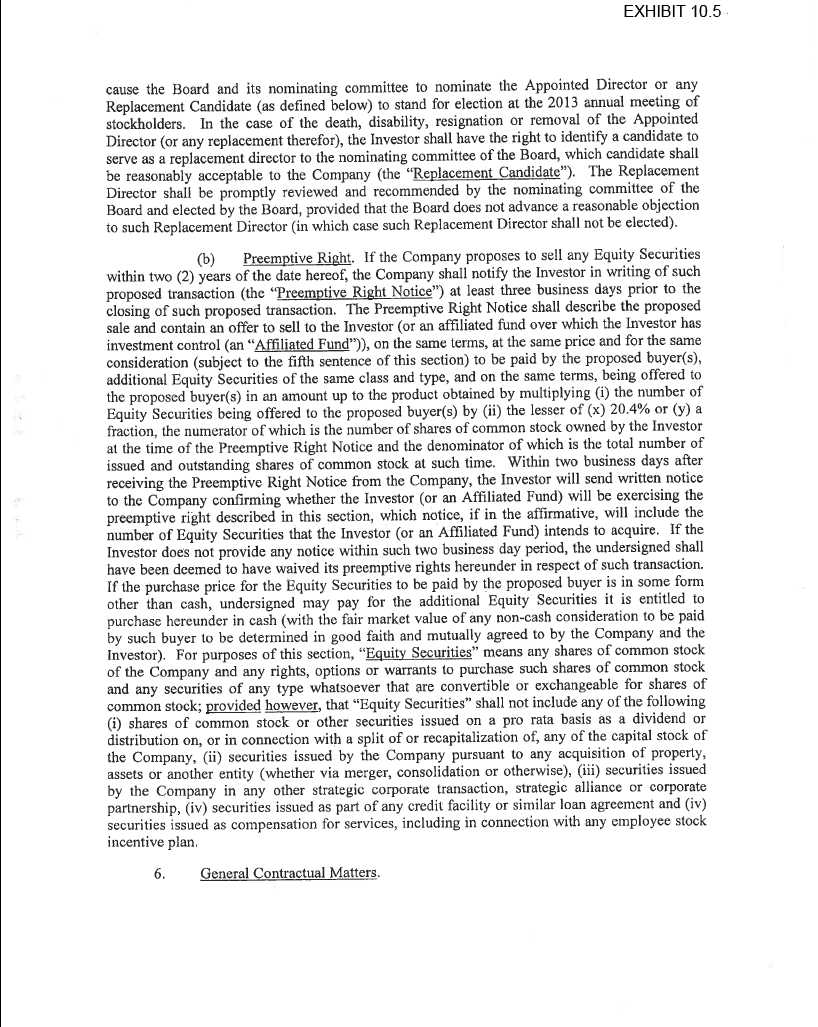 EXHIBIT 10.5
cause the Board and its nominating committee to nominate the Appointed Director or any
Replacement Candidate (as defined below) to stand for election at the 2013 annual meeting of
stockholders. In the case of the death, disability, resignation or removal of the Appointed
Director (or any replacement therefor), the Investor shall have the right to identify a candidate to
serve as a replacement director to the nominating committee of the Board, which candidate shall
be reasonably acceptable to the Company (the “Replacement Candidate”). The Replacement
Director shall be promptly reviewed and recommended by the nominating committee of the
Board and elected by the Board, provided that the Board does not advance a reasonable objection
to such Replacement Director (in which case such Replacement Director shall not be elected).
(b) Preemptive Right. If the Company proposes to sell any Equity Securities
within two (2) years of the date hereof, the Company shall notify the Investor in writing of such
proposed transaction (the “Preemptive Right Notice”) at least three business days prior to the
closing of such proposed transaction. The Preemptive Right Notice shall describe the proposed
sale and contain an offer to sell to the Investor (or an affiliated fund over which the Investor has
investment control (an “Affiliated Fund”)), on the same terms, at the same price and for the same
consideration (subject to the fifth sentence of this section) to be paid by the proposed buyer(s),
additional Equity Securities of the same class and type, and on the same terms, being offered to
the proposed buyer(s) in an amount up to the product obtained by multiplying (i) the number of
Equity Securities being offered to the proposed buyer(s) by (ii) the lesser of (x) 20.4% or (y) a
fraction, the numerator of which is the number of shares of common stock owned by the Investor
at the time of the Preemptive Right Notice and the denominator of which is the total number of
issued and outstanding shares of common stock at such time. Within two business days after
receiving the Preemptive Right Notice from the Company, the Investor will send written notice
to the Company confirming whether the Investor (or an Affiliated Fund) will be exercising the
preemptive right described in this section, which notice, if in the affirmative, will include the
number of Equity Securities that the Investor (or an Affiliated Fund) intends to acquire. If the
Investor does not provide any notice within such two business day period, the undersigned shall
have been deemed to have waived its preemptive rights hereunder in respect of such transaction.
If the purchase price for the Equity Securities to be paid by the proposed buyer is in some form
other than cash, undersigned may pay for the additional Equity Securities it is entitled to
purchase hereunder in cash (with the fair market value of any non-cash consideration to be paid
by such buyer to be determined in good faith and mutually agreed to by the Company and the
Investor). For purposes of this section, “Equity Securities” means any shares of common stock
of the Company and any rights, options or warrants to purchase such shares of common stock
and any securities of any type whatsoever that are convertible or exchangeable for shares of
common stock; provided however, that “Equity Securities” shall not include any of the following
(i) shares of common stock or other securities issued on a pro rata basis as a dividend or
distribution on, or in connection with a split of or recapitalization of, any of the capital stock of
the Company, (ii) securities issued by the Company pursuant to any acquisition of property,
assets or another entity (whether via merger, consolidation or otherwise), (iii) securities issued
by the Company in any other strategic corporate transaction, strategic alliance or corporate
partnership, (iv) securities issued as part of any credit facility or similar loan agreement and (iv)
securities issued as compensation for services, including in connection with any employee stock
incentive plan.
6. General Contractual Matters.